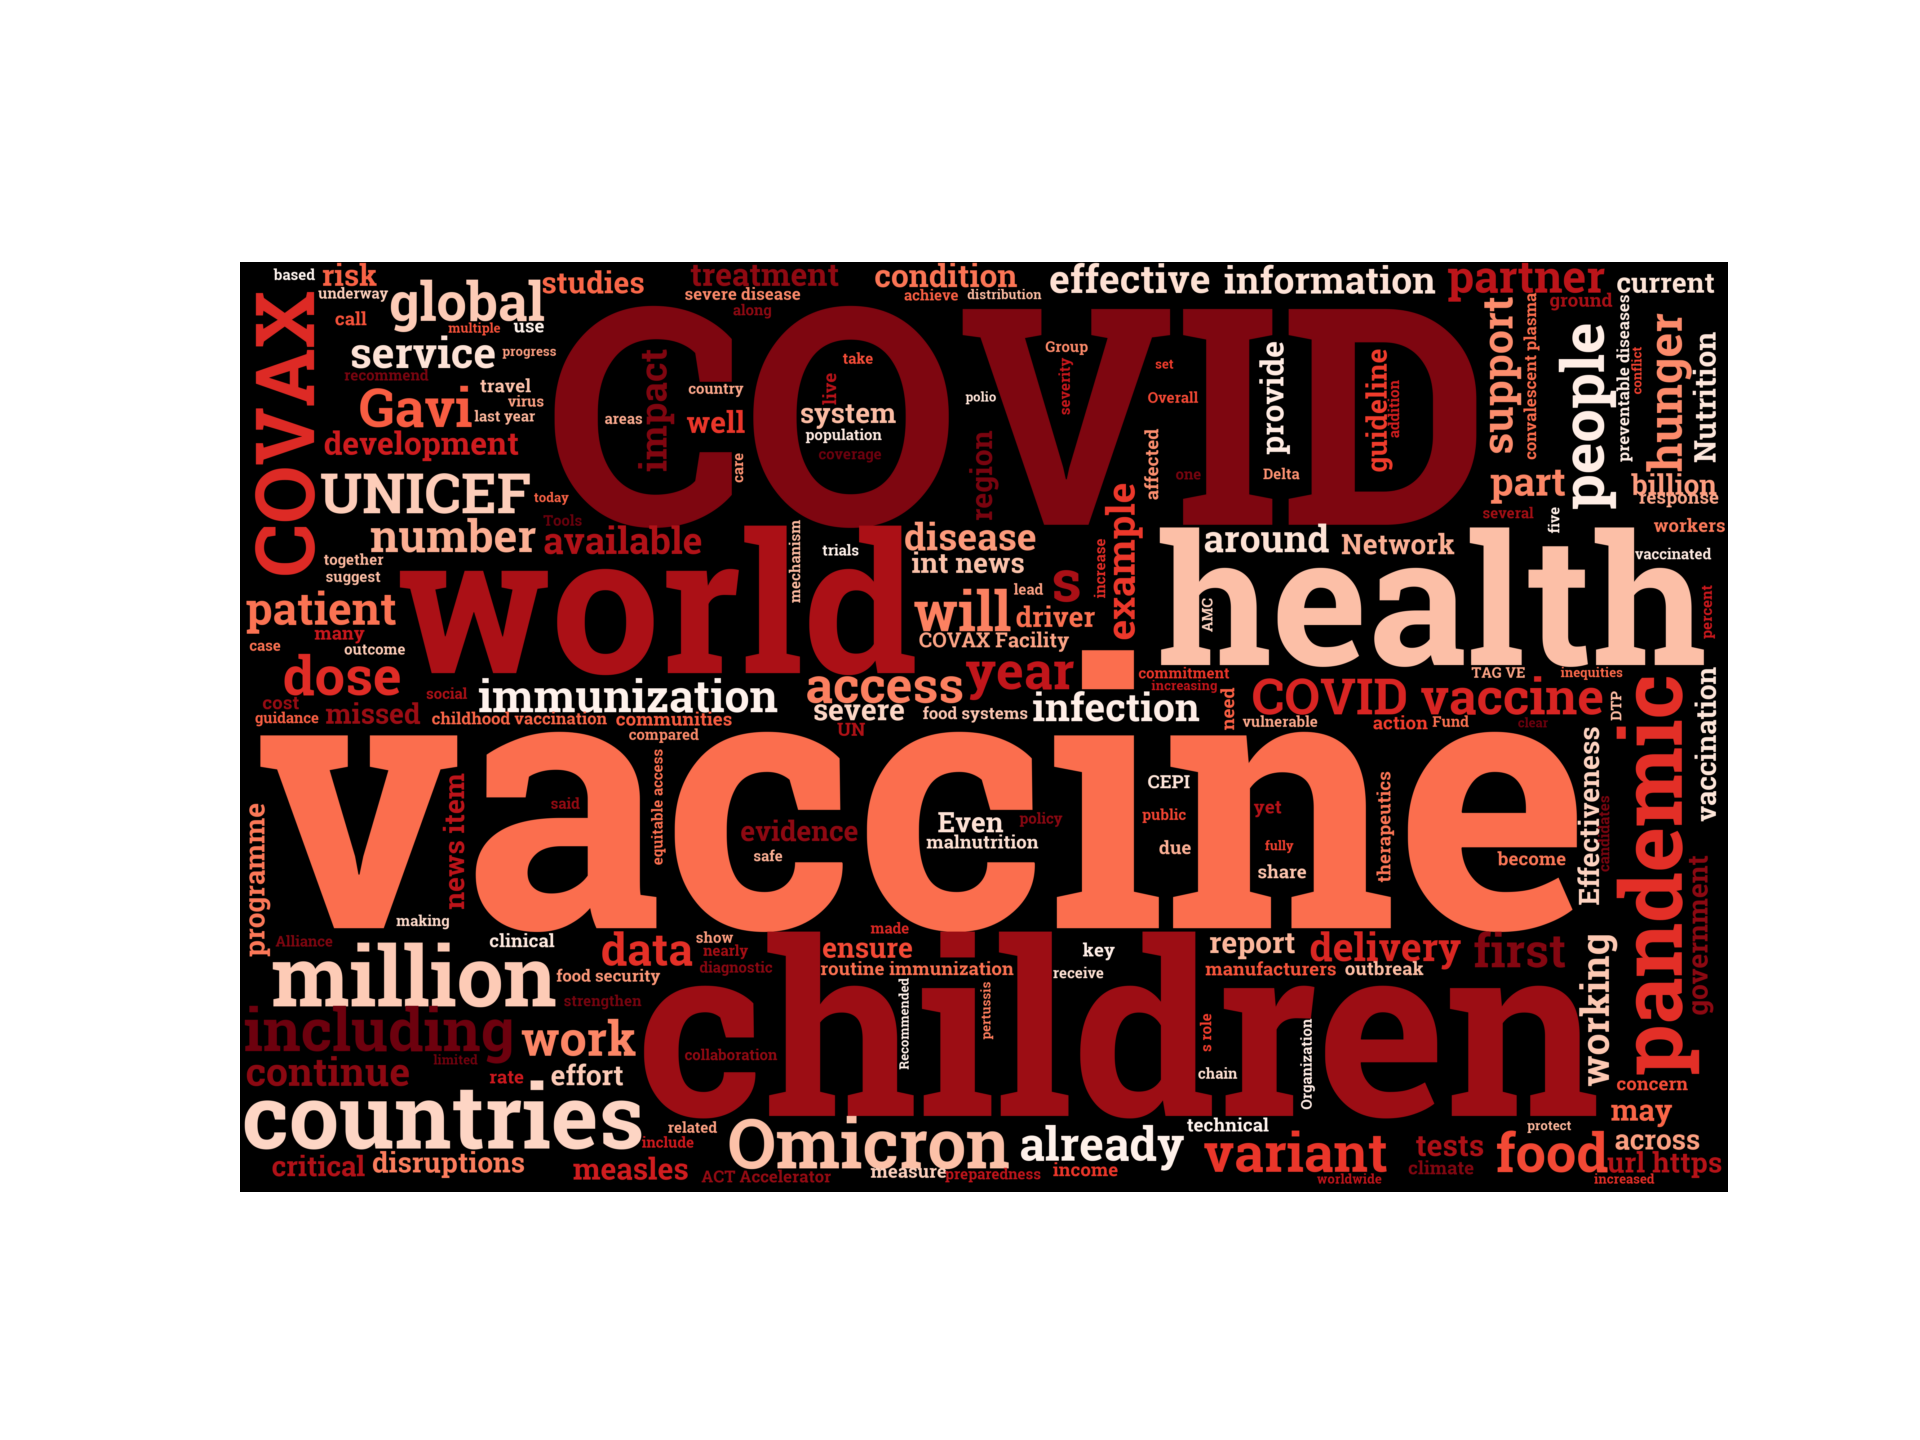 based risk studies treatment condition effective information partner current
underway global severe disease achieve distribution ground
call multiple use along
COVAX service progress COVID support convalescent plasma people preventable diseases conflict hunger Nutrition
recommend travel virus country impact take live Group severity set provide guideline addition
Gavi last year areas well system polio Overall
development population coverage care region affected one Delta part billion
UNICEF today several response
number Tools available mechanism trials disease example around Network five workers
together world int news s increase health vaccinated
suggest lead AMC
patient will driver percent
many COVAX Facility
case outcome
dose year commitment TAG VE inequities
social immunization access increasing COVID vaccine pandemic
cost missed severe food systems infection need vulnerable action Fund clear DTP vaccination
guidance childhood vaccination communities
compared UN
vaccine
programme news item said equitable access evidence safe Even policy CEPI public yet therapeutics Effectiveness candidates
malnutrition due fully share become government
making made
Alliance clinical data show ensure key report delivery first working
million food security nearly routine immunization receive manufacturers outbreak
diagnostic
strengthen
including work children Recommended pertussis s role Organization
limited collaboration
continue rate effort chain concern
countries related technical protect may
include Omicron already variant tests food across
critical disruptions measles ACT Accelerator measure preparedness income climate url https
worldwide increased